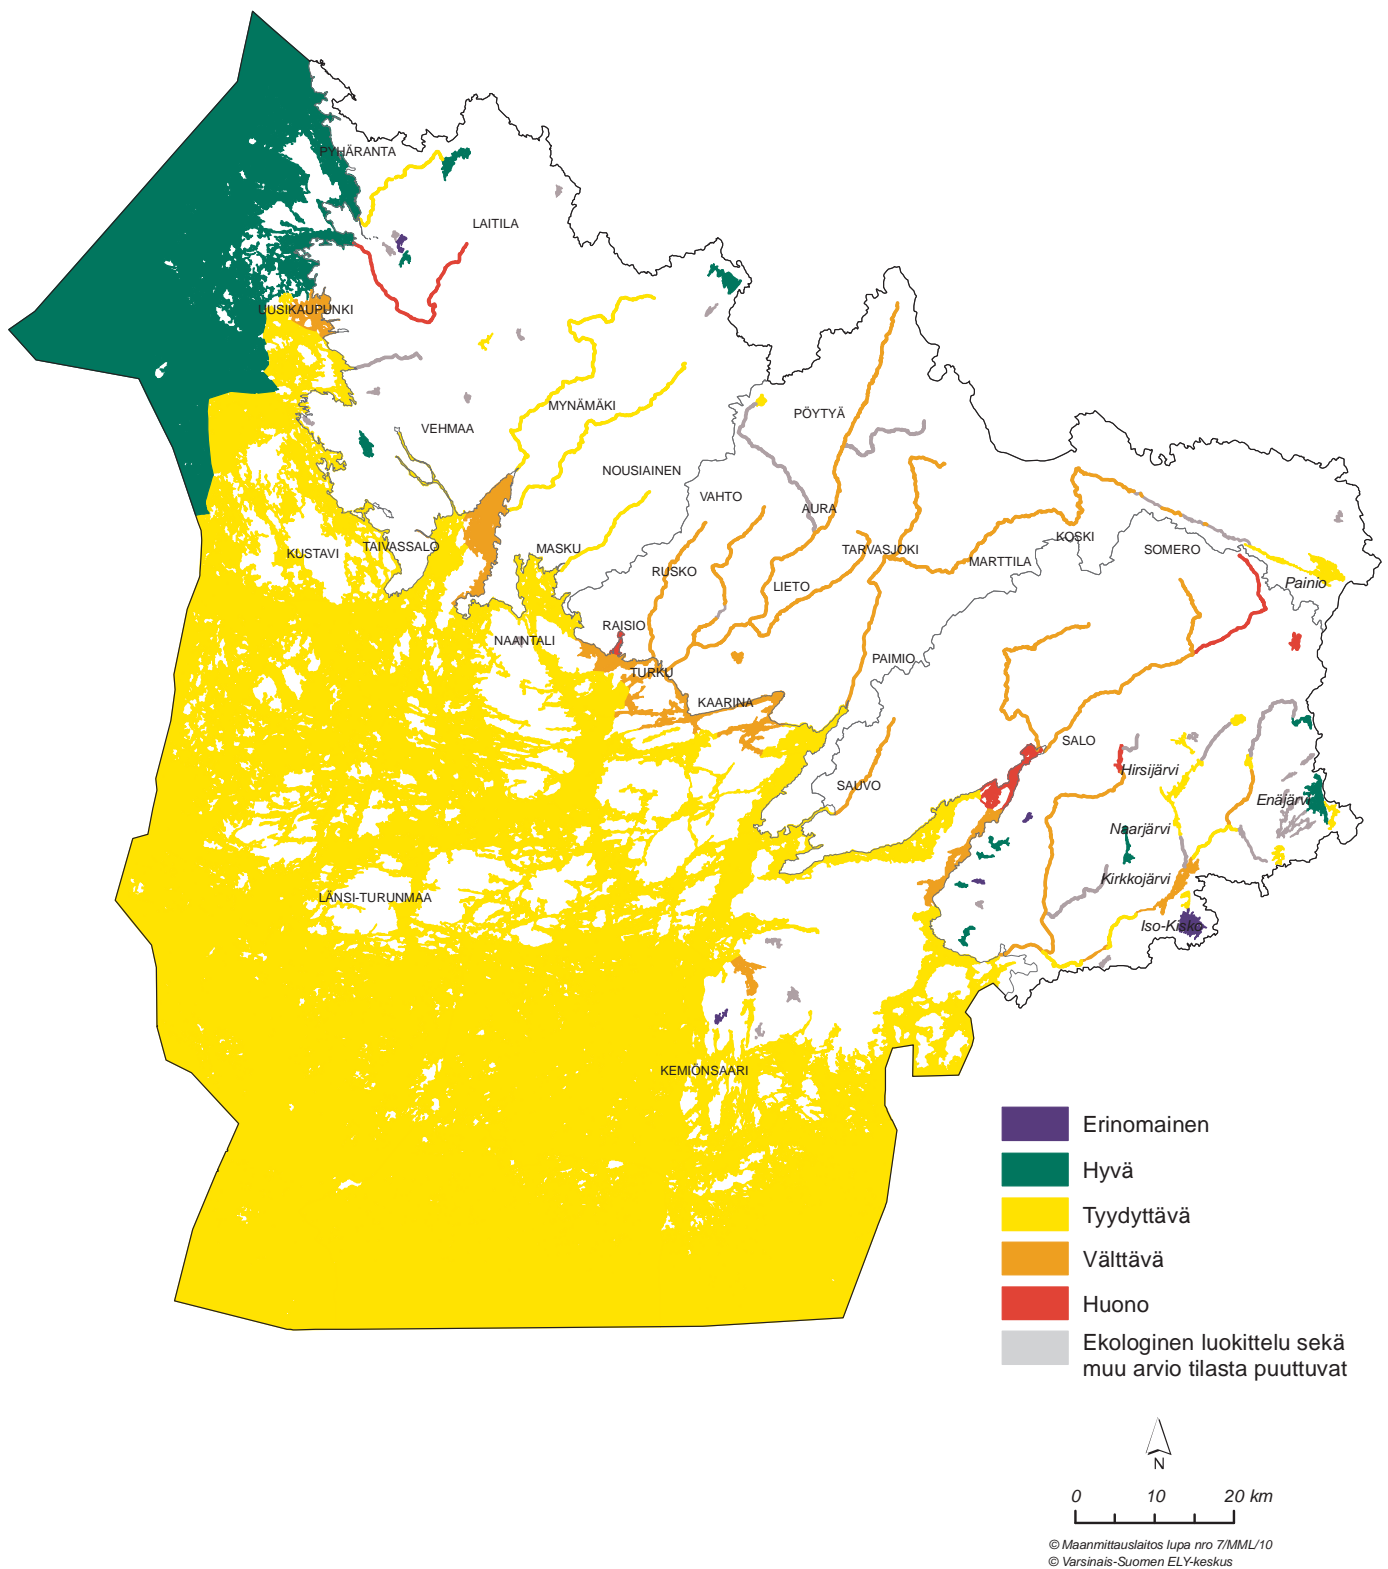 PYHÄRANTA
LAITILA
UUSIKAUPUNKI
MYNÄMÄKI
PÖYTYÄ
VEHMAA
NOUSIAINEN
VAHTO
AURA
KOSKI
TAIVASSALO
MASKU
TARVASJOKI
SOMERO
KUSTAVI
MARTTILA
RUSKO
Painio
LIETO
RAISIO
NAANTALI
PAIMIO
TURKU
KAARINA
SALO
Hirsijärvi
SAUVO
Enäjärvi
Naarjärvi
Kirkkojärvi
LÄNSI-TURUNMAA
Iso-Kisko
KEMIÖNSAARI
Erinomainen
Hyvä
Tyydyttävä
Välttävä
Huono
Ekologinen luokittelu sekä
muu arvio tilasta puuttuvat
N
0 10 20 km
© Maanmittauslaitos lupa nro 7/MML/10
© Varsinais-Suomen ELY-keskus